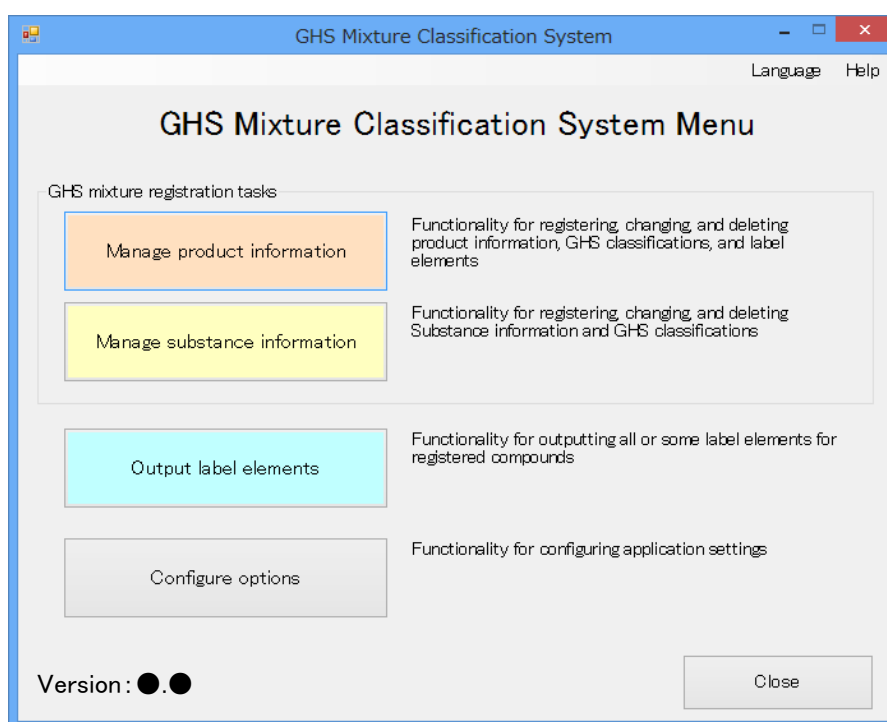 GHS Mixture Classification System
Language Help
GHS Mixture Classification System Menu
GHS mixture registration tasks
Manage product information
Functionality for registering, changing, and deleting
product information, GHS classifications, and label
elements
Manage substance information
Functionality for registering, changing, and deleting
Substance information and GHS classifications
Output label elements
Functionality for outputting all or some label elements for
registered compounds
Configure options
Functionality for configuring application settings
Version : ●.●
Close